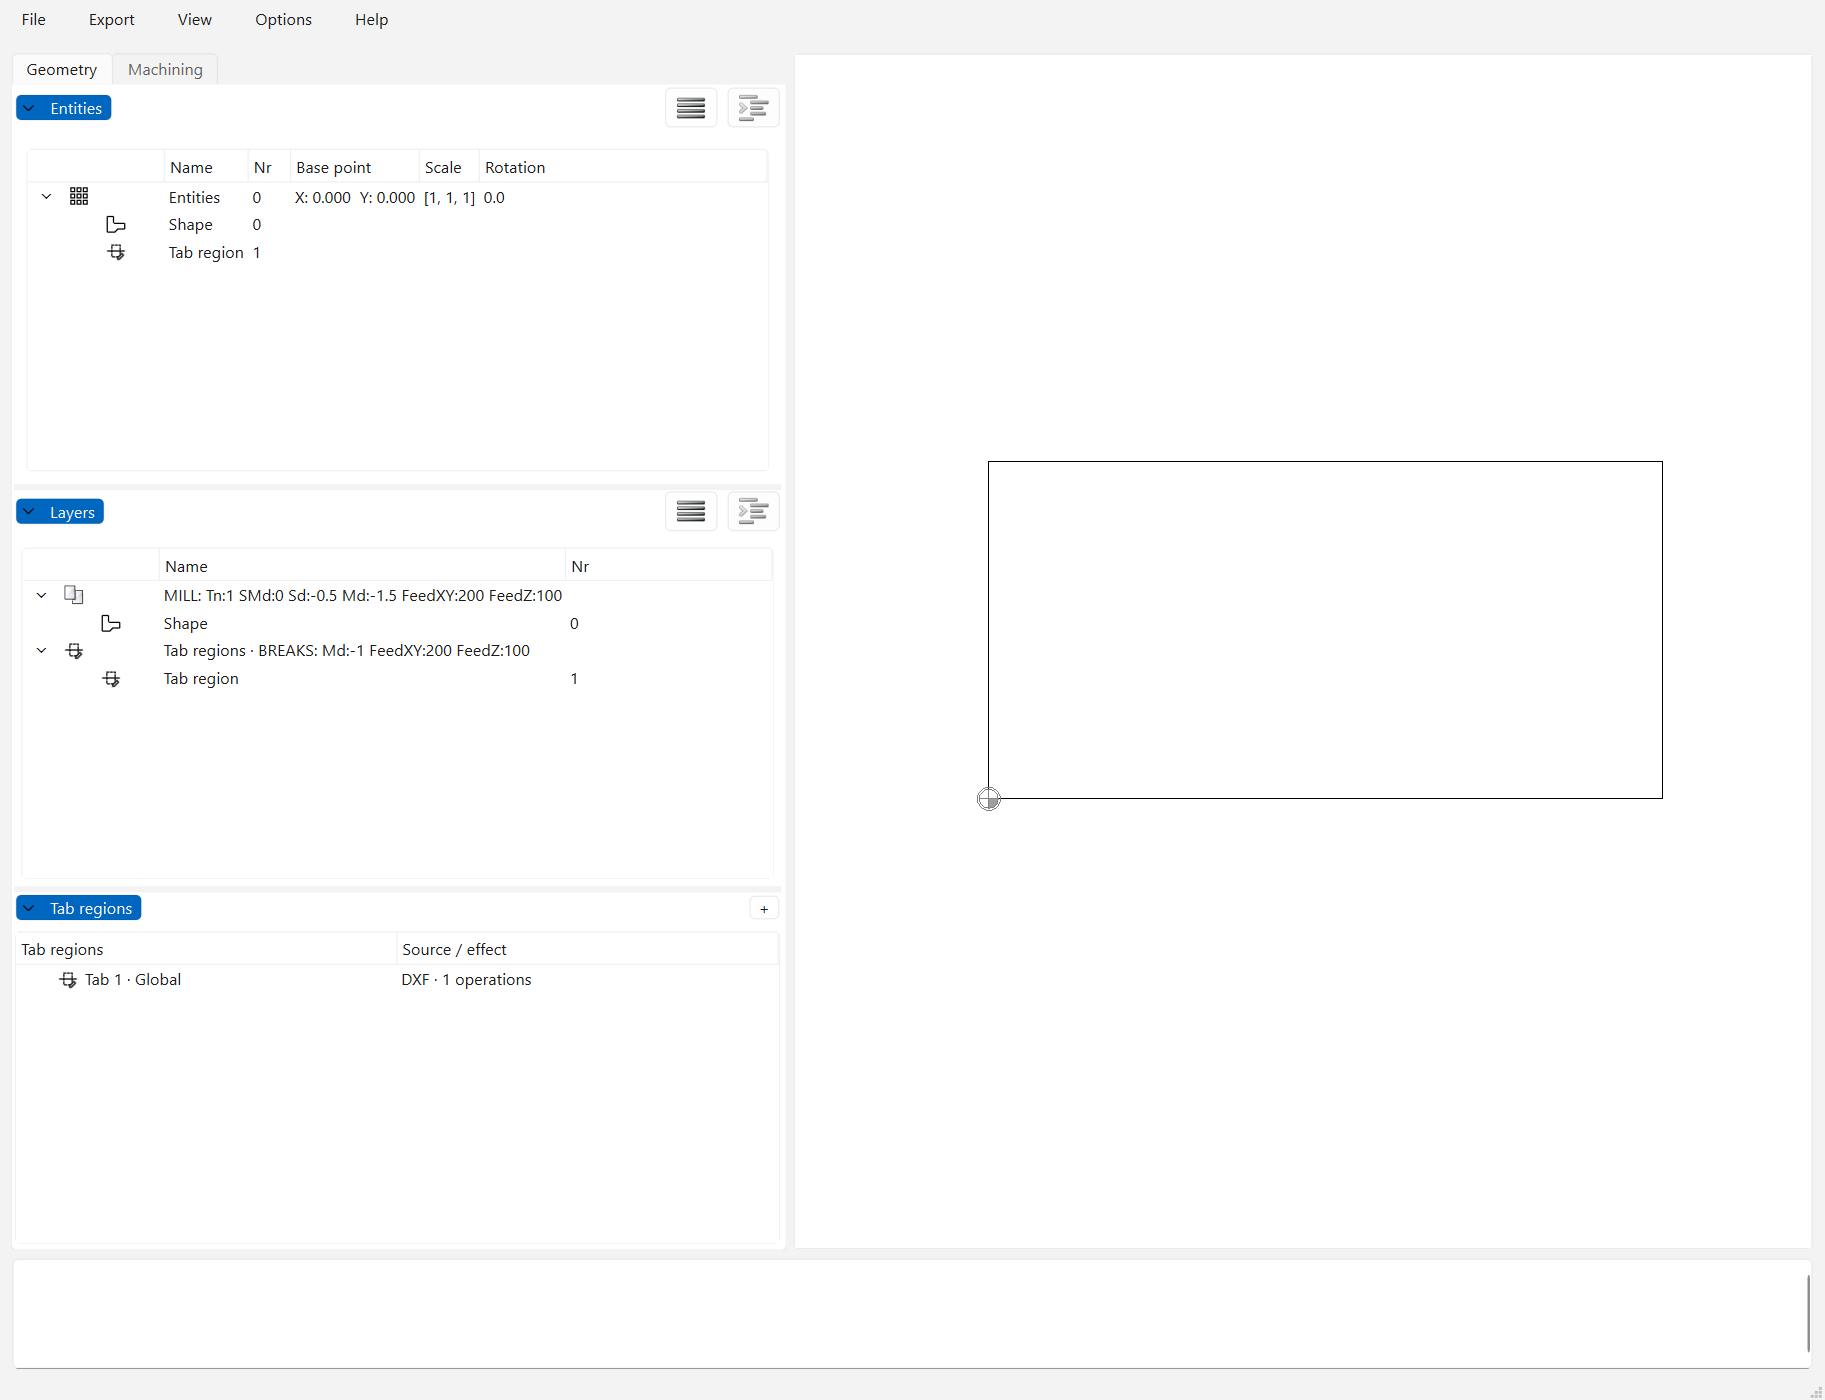 File Export View Options Help
Geometry Machining
Entities
Name Nr Base point Scale Rotation
Entities 0 X: 0.000 Y: 0.000 [1, 1, 1] 0.0
Shape 0
Tab region 1
Layers
Name Nr
MILL: Tn:1 SMd:0 Sd:-0.5 Md:-1.5 FeedXY:200 FeedZ:100
Shape 0
Tab regions · BREAKS: Md:-1 FeedXY:200 FeedZ:100
Tab region 1
Tab regions +
Tab regions Source / effect
Tab 1 · Global DXF · 1 operations